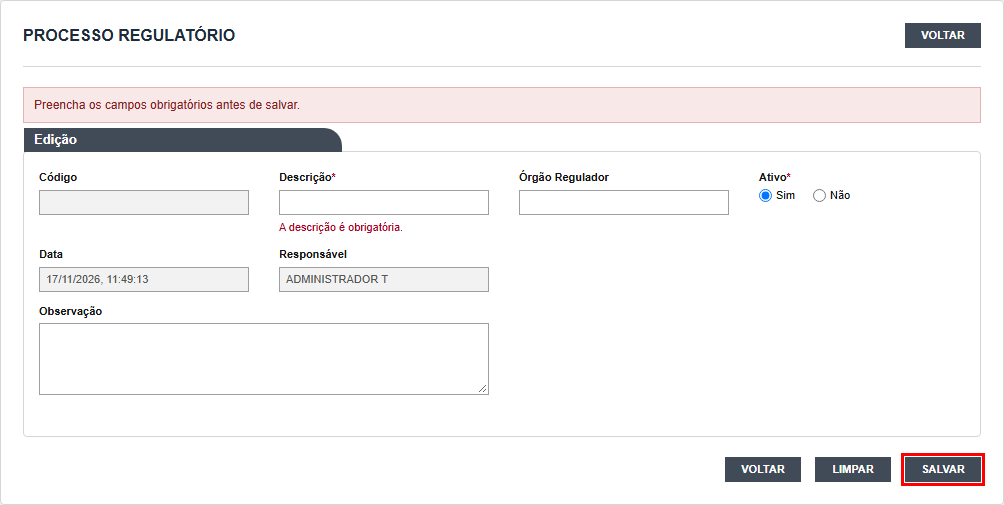 PROCESSO REGULATÓRIO
VOLTAR
Preencha os campos obrigatórios antes de salvar.
Edição
Código
Descrição*
Órgão Regulador
Ativo*
Sim
Não
A descrição é obrigatória.
Data
Responsável
17/11/2026, 11:49:13
ADMINISTRADOR T
Observação
VOLTAR
LIMPAR
SALVAR